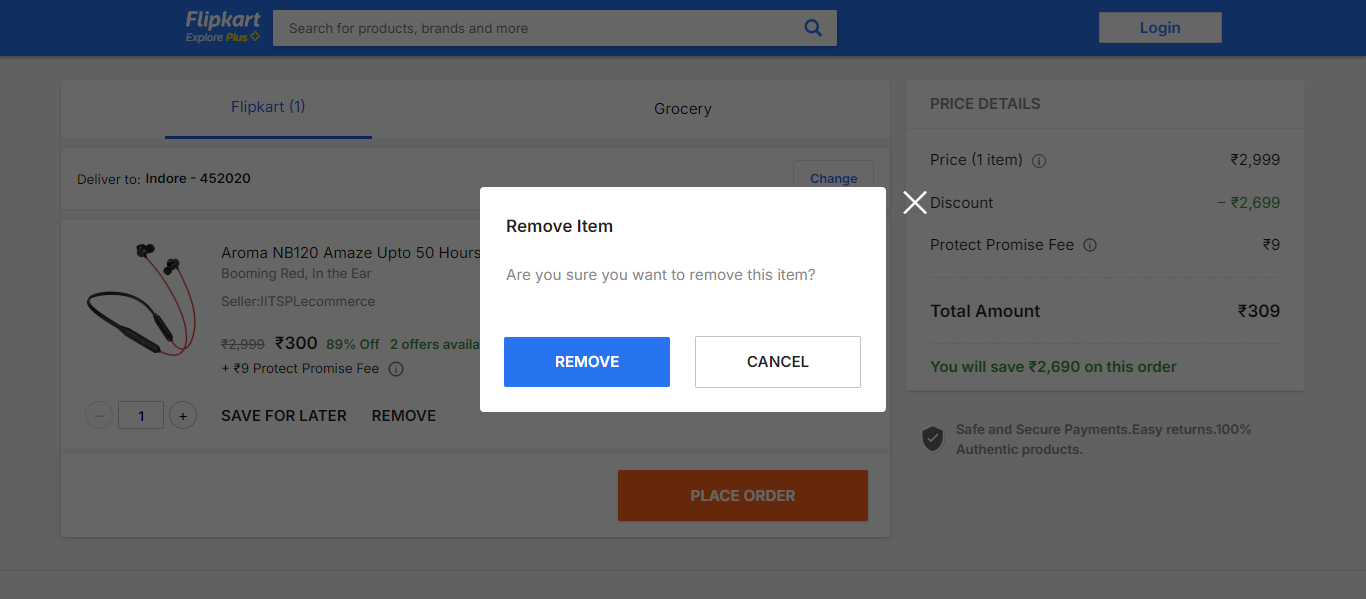 Flipkart
Explore Plus
Search for products, brands and more
Login
Flipkart (1)
Grocery
Deliver to: Indore - 452020
Change
Aroma NB120 Amaze Upto 50 Hours
Booming Red, In the Ear
Seller:IITSPLecommerce
₹2,999 ₹300 89% Off 2 offers availa
+ ₹9 Protect Promise Fee
− 1 +
SAVE FOR LATER REMOVE
PLACE ORDER
Remove Item
Are you sure you want to remove this item?
REMOVE
CANCEL
PRICE DETAILS
Price (1 item) ₹2,999
Discount − ₹2,699
Protect Promise Fee ₹9
Total Amount ₹309
You will save ₹2,690 on this order
Safe and Secure Payments.Easy returns.100%
Authentic products.